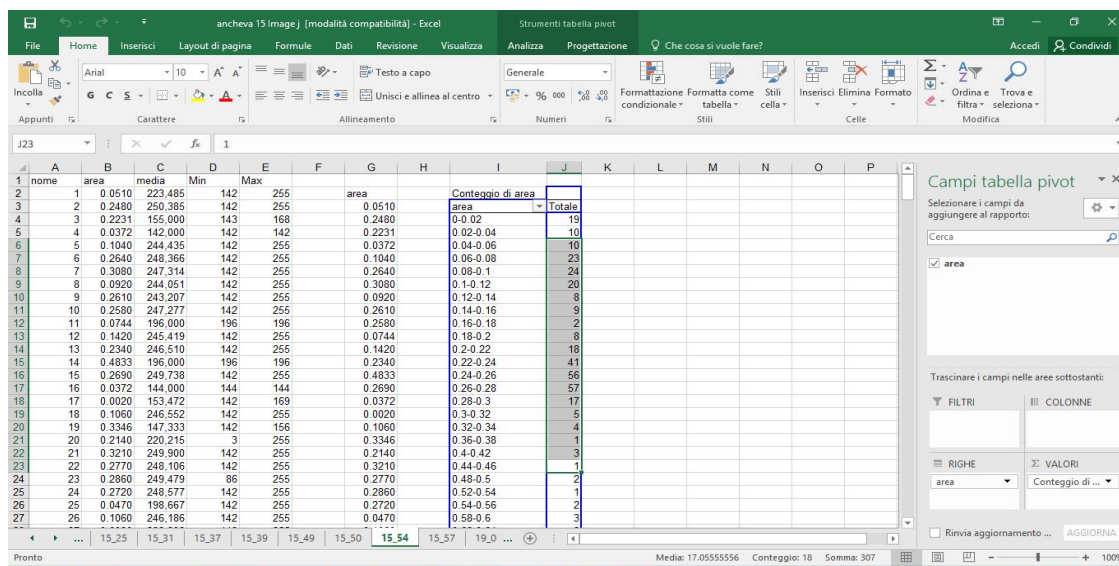 ancheva 15 Image j [modalità compatibilità] - Excel
Strumenti tabella pivot
File Home Inserisci Layout di pagina Formule Dati Revisione Visualizza Analizza Progettazione Che cosa si vuole fare? Accedi Condividi
Incolla
Arial 10 Testo a capo Generale
G C S Unisci e allinea al centro % 000
Formattazione condizionale Formatta come tabella Stili cella Inserisci Elimina Formato Ordina e filtra Trova e seleziona
Appunti Carattere Allineamento Numeri Stili Celle Modifica
J23 fx 1
A B C D E F G H I J K L M N O P
1 nome area media Min Max
2 1 0.0510 223,485 142 255 area Conteggio di area
3 2 0.2480 250,385 142 255 0.0510 area Totale
4 3 0.2231 155,000 143 168 0.2480 0-0.02 19
5 4 0.0372 142,000 142 142 0.2231 0.02-0.04 10
6 5 0.1040 244,435 142 255 0.0372 0.04-0.06 10
7 6 0.2640 248,366 142 255 0.1040 0.06-0.08 23
8 7 0.3080 247,314 142 255 0.2640 0.08-0.1 24
9 8 0.0920 244,051 142 255 0.3080 0.1-0.12 20
10 9 0.2610 243,207 142 255 0.0920 0.12-0.14 8
11 10 0.2580 247,277 142 255 0.2610 0.14-0.16 9
12 11 0.0744 196,000 196 196 0.2580 0.16-0.18 2
13 12 0.1420 245,419 142 255 0.0744 0.18-0.2 8
14 13 0.2340 246,510 142 255 0.1420 0.2-0.22 18
15 14 0.4833 196,000 196 196 0.2340 0.22-0.24 41
16 15 0.2690 249,738 142 255 0.4833 0.24-0.26 56
17 16 0.0372 144,000 144 144 0.2690 0.26-0.28 57
18 17 0.0020 153,472 142 169 0.0372 0.28-0.3 17
19 18 0.1060 246,552 142 255 0.0020 0.3-0.32 5
20 19 0.3346 147,333 142 156 0.1060 0.32-0.34 4
21 20 0.2140 220,215 3 255 0.3346 0.36-0.38 1
22 21 0.3210 249,900 142 255 0.2140 0.4-0.42 3
23 22 0.2770 248,106 142 255 0.3210 0.44-0.46 1
24 23 0.2860 249,479 86 255 0.2770 0.48-0.5 2
25 24 0.2720 248,577 142 255 0.2860 0.52-0.54 1
26 25 0.0470 198,667 142 255 0.2720 0.54-0.56 2
27 26 0.1060 246,186 142 255 0.0470 0.58-0.6 3
Campi tabella pivot
Selezionare i campi da
aggiungere al rapporto:
Cerca
area
Trascinare i campi nelle aree sottostanti:
FILTRI COLONNE
RIGHE VALORI
area Conteggio di ...
Rinvia aggiornamento ... AGGIORNA
... 15_25 15_31 15_37 15_39 15_49 15_50 15_54 15_57 19_0 ...
Pronto Media: 17.05555556 Conteggio: 18 Somma: 307 100%